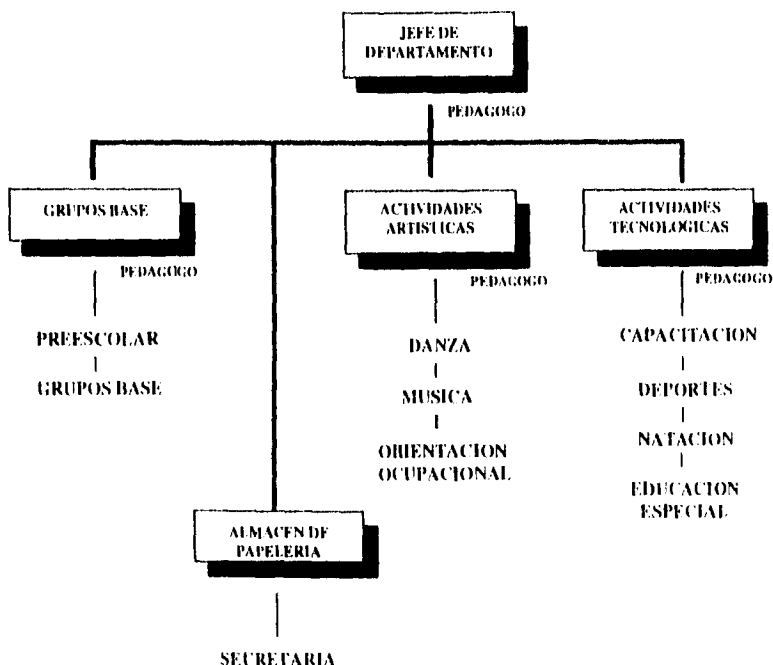 JEFE DE
DEPARTAMENTO
PEDAGOGO
GRUPOS BASE
PEDAGOGO
PREESCOLAR
GRUPOS BASE
ACTIVIDADES
ARTISTICAS
PEDAGOGO
DANZA
MUSICA
ORIENTACION
OCUPACIONAL
ACTIVIDADES
TECNOLOGICAS
PEDAGOGO
CAPACITACION
DEPORTES
NATACION
EDUCACION
ESPECIAL
ALMACEN DE
PAPELERIA
SECRETARIA